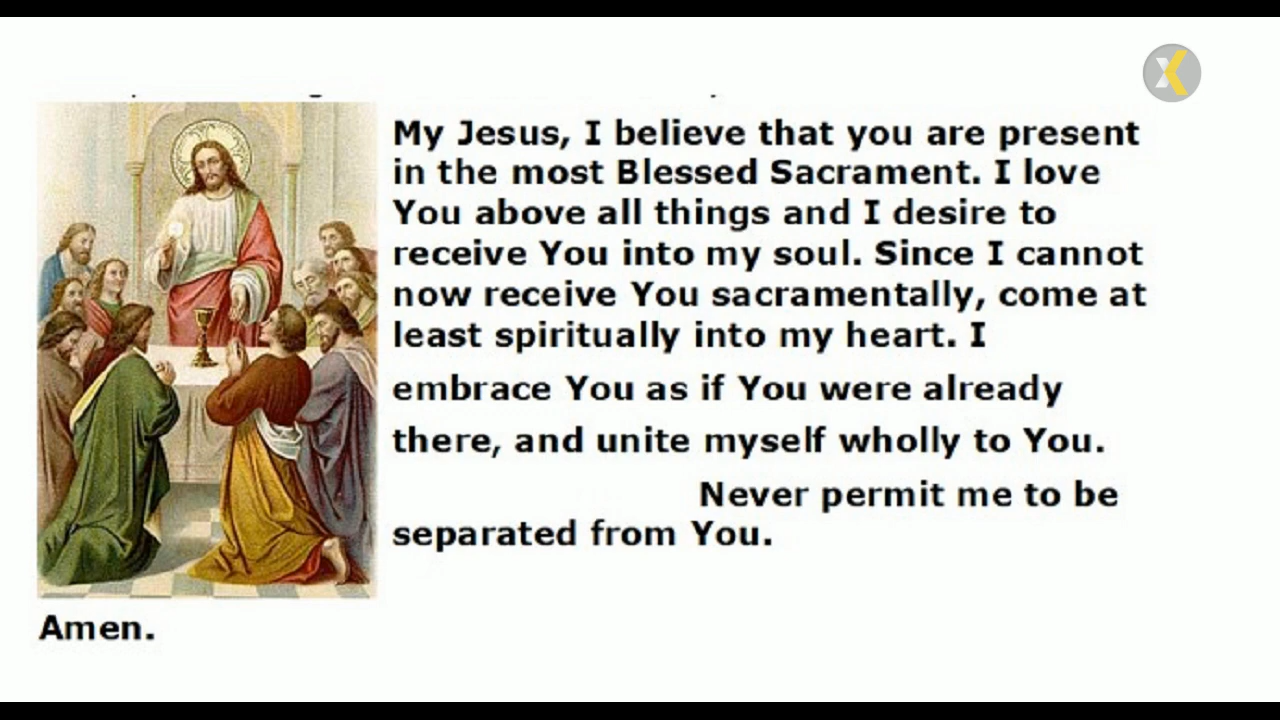 My Jesus, I believe that you are present
in the most Blessed Sacrament. I love
You above all things and I desire to
receive You into my soul. Since I cannot
now receive You sacramentally, come at
least spiritually into my heart. I
embrace You as if You were already
there, and unite myself wholly to You.
Never permit me to be
separated from You.
Amen.